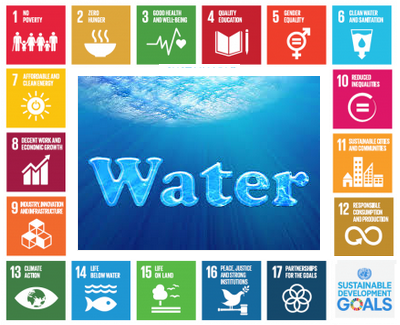 1 NO
POVERTY
2 ZERO
HUNGER
3 GOOD HEALTH
AND WELL-BEING
4 QUALITY
EDUCATION
5 GENDER
EQUALITY
6 CLEAN WATER
AND SANITATION
7 AFFORDABLE AND
CLEAN ENERGY
10 REDUCED
INEQUALITIES
Water
8 DECENT WORK AND
ECONOMIC GROWTH
11 SUSTAINABLE CITIES
AND COMMUNITIES
9 INDUSTRY, INNOVATION
AND INFRASTRUCTURE
12 RESPONSIBLE
CONSUMPTION
AND PRODUCTION
13 CLIMATE
ACTION
14 LIFE
BELOW WATER
15 LIFE
ON LAND
16 PEACE, JUSTICE
AND STRONG
INSTITUTIONS
17 PARTNERSHIPS
FOR THE GOALS
SUSTAINABLE
DEVELOPMENT
GOALS